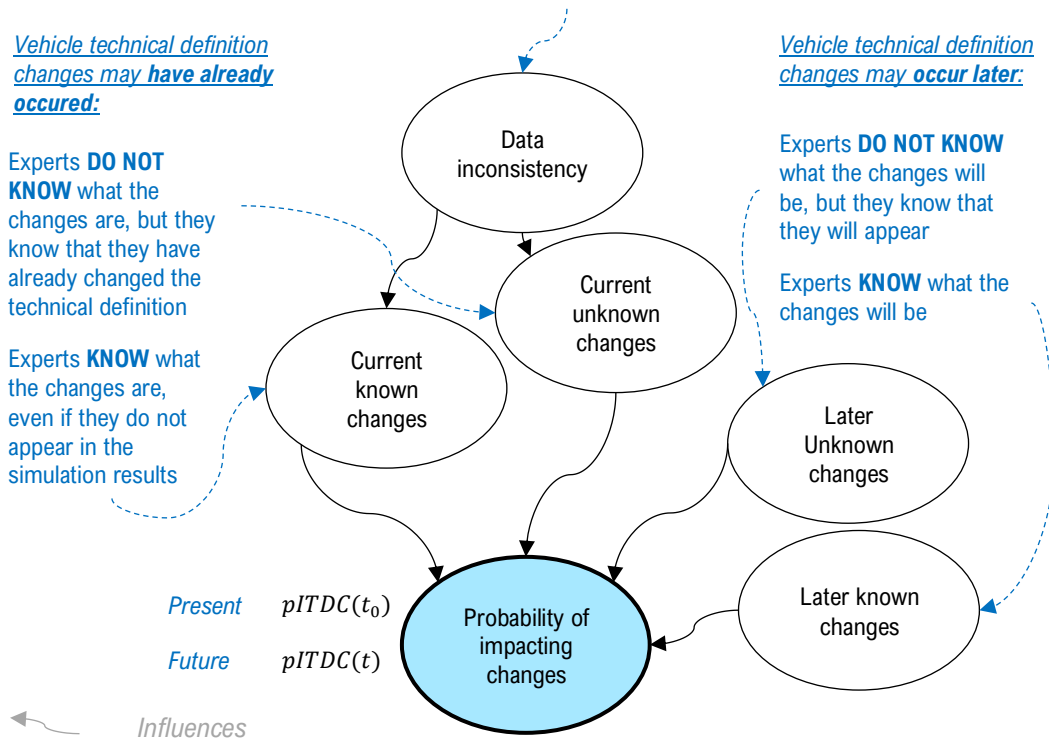 Vehicle technical definition
changes may have already
occured:
Experts DO NOT
KNOW what the
changes are, but they
know that they have
already changed the
technical definition
Experts KNOW what
the changes are,
even if they do not
appear in the
simulation results
Data
inconsistency
Current
unknown
changes
Current
known
changes
Vehicle technical definition
changes may occur later:
Experts DO NOT KNOW
what the changes will
be, but they know that
they will appear
Experts KNOW what the
changes will be
Later
Unknown
changes
Later known
changes
Probability of
impacting
changes
Present pITDC(t₀)
Future pITDC(t)
Influences